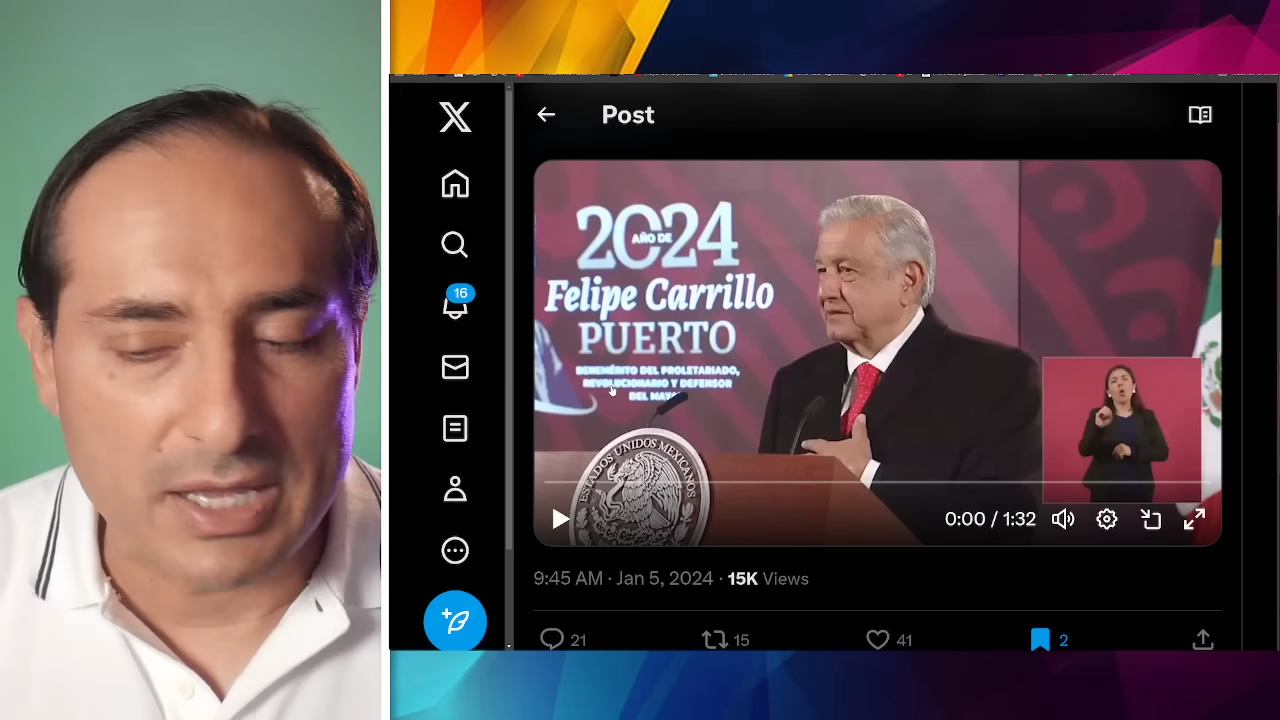 Post
16
2024
AÑO DE
Felipe Carrillo
PUERTO
BENEMÉRITO DEL PROLETARIADO,
REVOLUCIONARIO Y DEFENSOR
DEL MAYAB
ESTADOS UNIDOS MEXICANOS
0:00 / 1:32
9:45 AM · Jan 5, 2024 · 15K Views
21 15 41 2